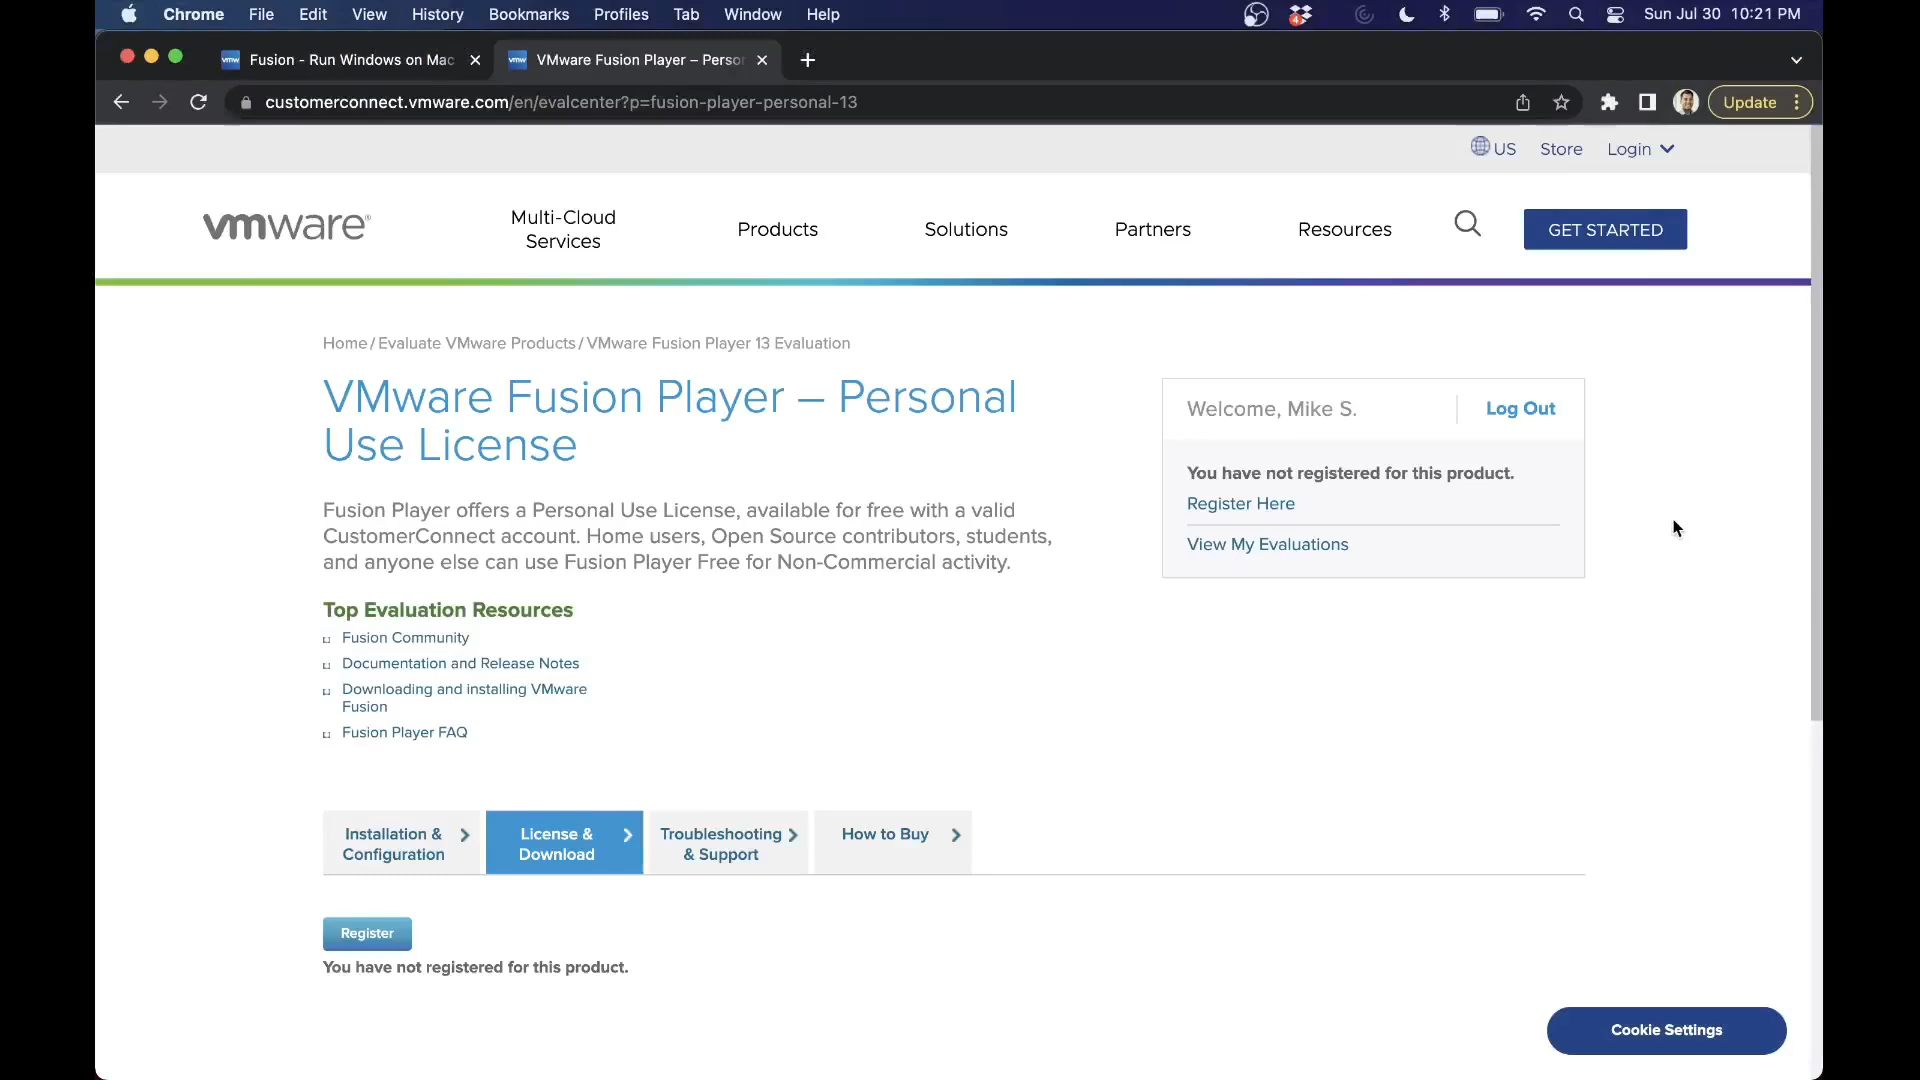 Chrome File Edit View History Bookmarks Profiles Tab Window Help
4
Sun Jul 30 10:21 PM
vmw Fusion - Run Windows on Mac
vmw VMware Fusion Player – Person
customerconnect.vmware.com/en/evalcenter?p=fusion-player-personal-13
Update
US Store Login
vmware®
Multi-Cloud
Services
Products
Solutions
Partners
Resources
GET STARTED
Home / Evaluate VMware Products / VMware Fusion Player 13 Evaluation
VMware Fusion Player – Personal
Use License
Welcome, Mike S.
Log Out
You have not registered for this product.
Register Here
View My Evaluations
Fusion Player offers a Personal Use License, available for free with a valid
CustomerConnect account. Home users, Open Source contributors, students,
and anyone else can use Fusion Player Free for Non-Commercial activity.
Top Evaluation Resources
Fusion Community
Documentation and Release Notes
Downloading and installing VMware
Fusion
Fusion Player FAQ
Installation &
Configuration
License &
Download
Troubleshooting
& Support
How to Buy
Register
You have not registered for this product.
Cookie Settings